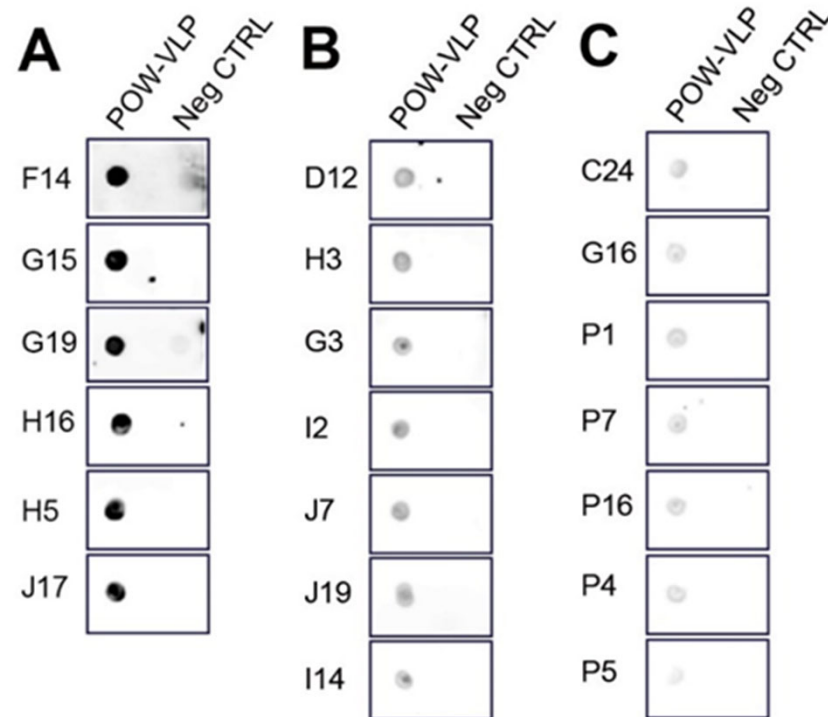 A
POW-VLP
Neg CTRL
F14
G15
G19
H16
H5
J17
B
POW-VLP
Neg CTRL
D12
H3
G3
I2
J7
J19
I14
C
POW-VLP
Neg CTRL
C24
G16
P1
P7
P16
P4
P5